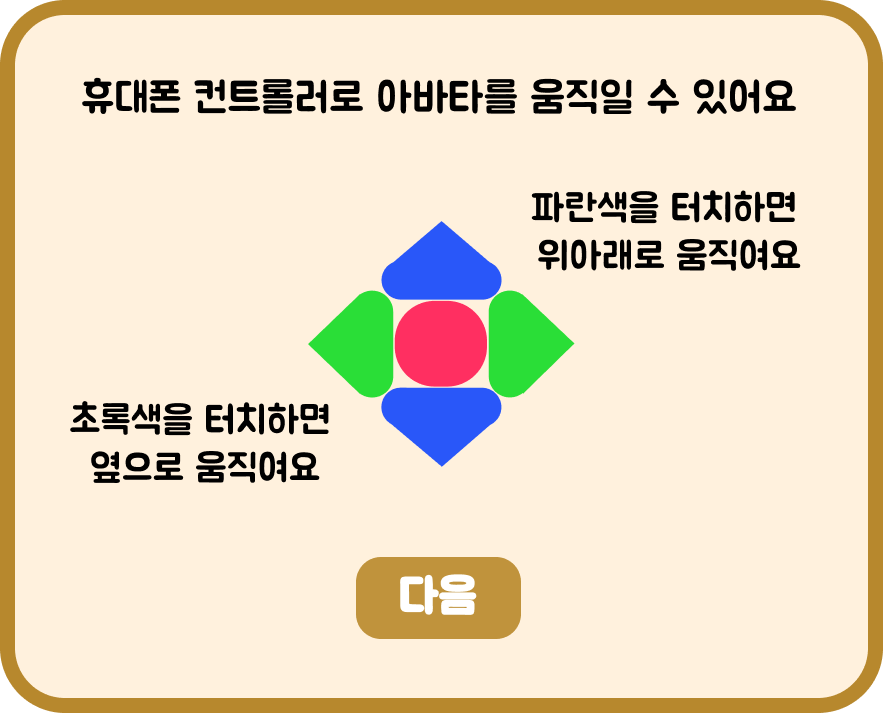 휴대폰 컨트롤러로 아바타를 움직일 수 있어요
파란색을 터치하면
위아래로 움직여요
초록색을 터치하면
옆으로 움직여요
다음